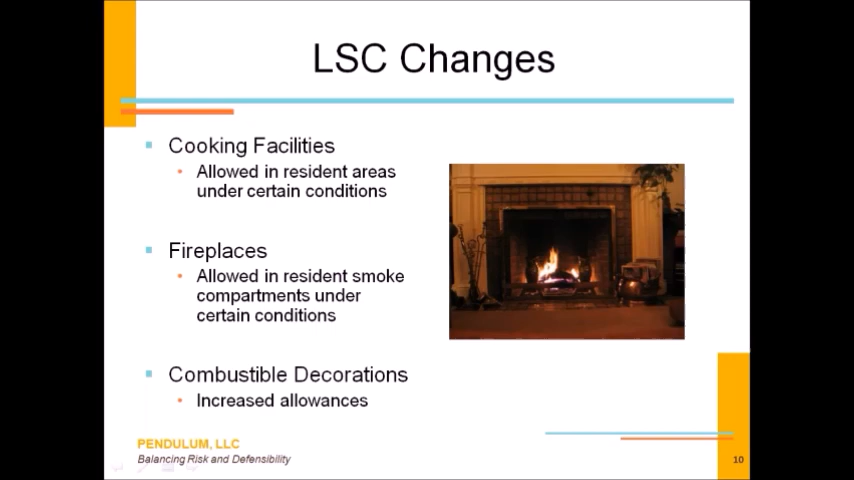 LSC Changes
Cooking Facilities
Allowed in resident areas
under certain conditions
Fireplaces
Allowed in resident smoke
compartments under
certain conditions
Combustible Decorations
Increased allowances
PENDULUM, LLC
Balancing Risk and Defensibility
10